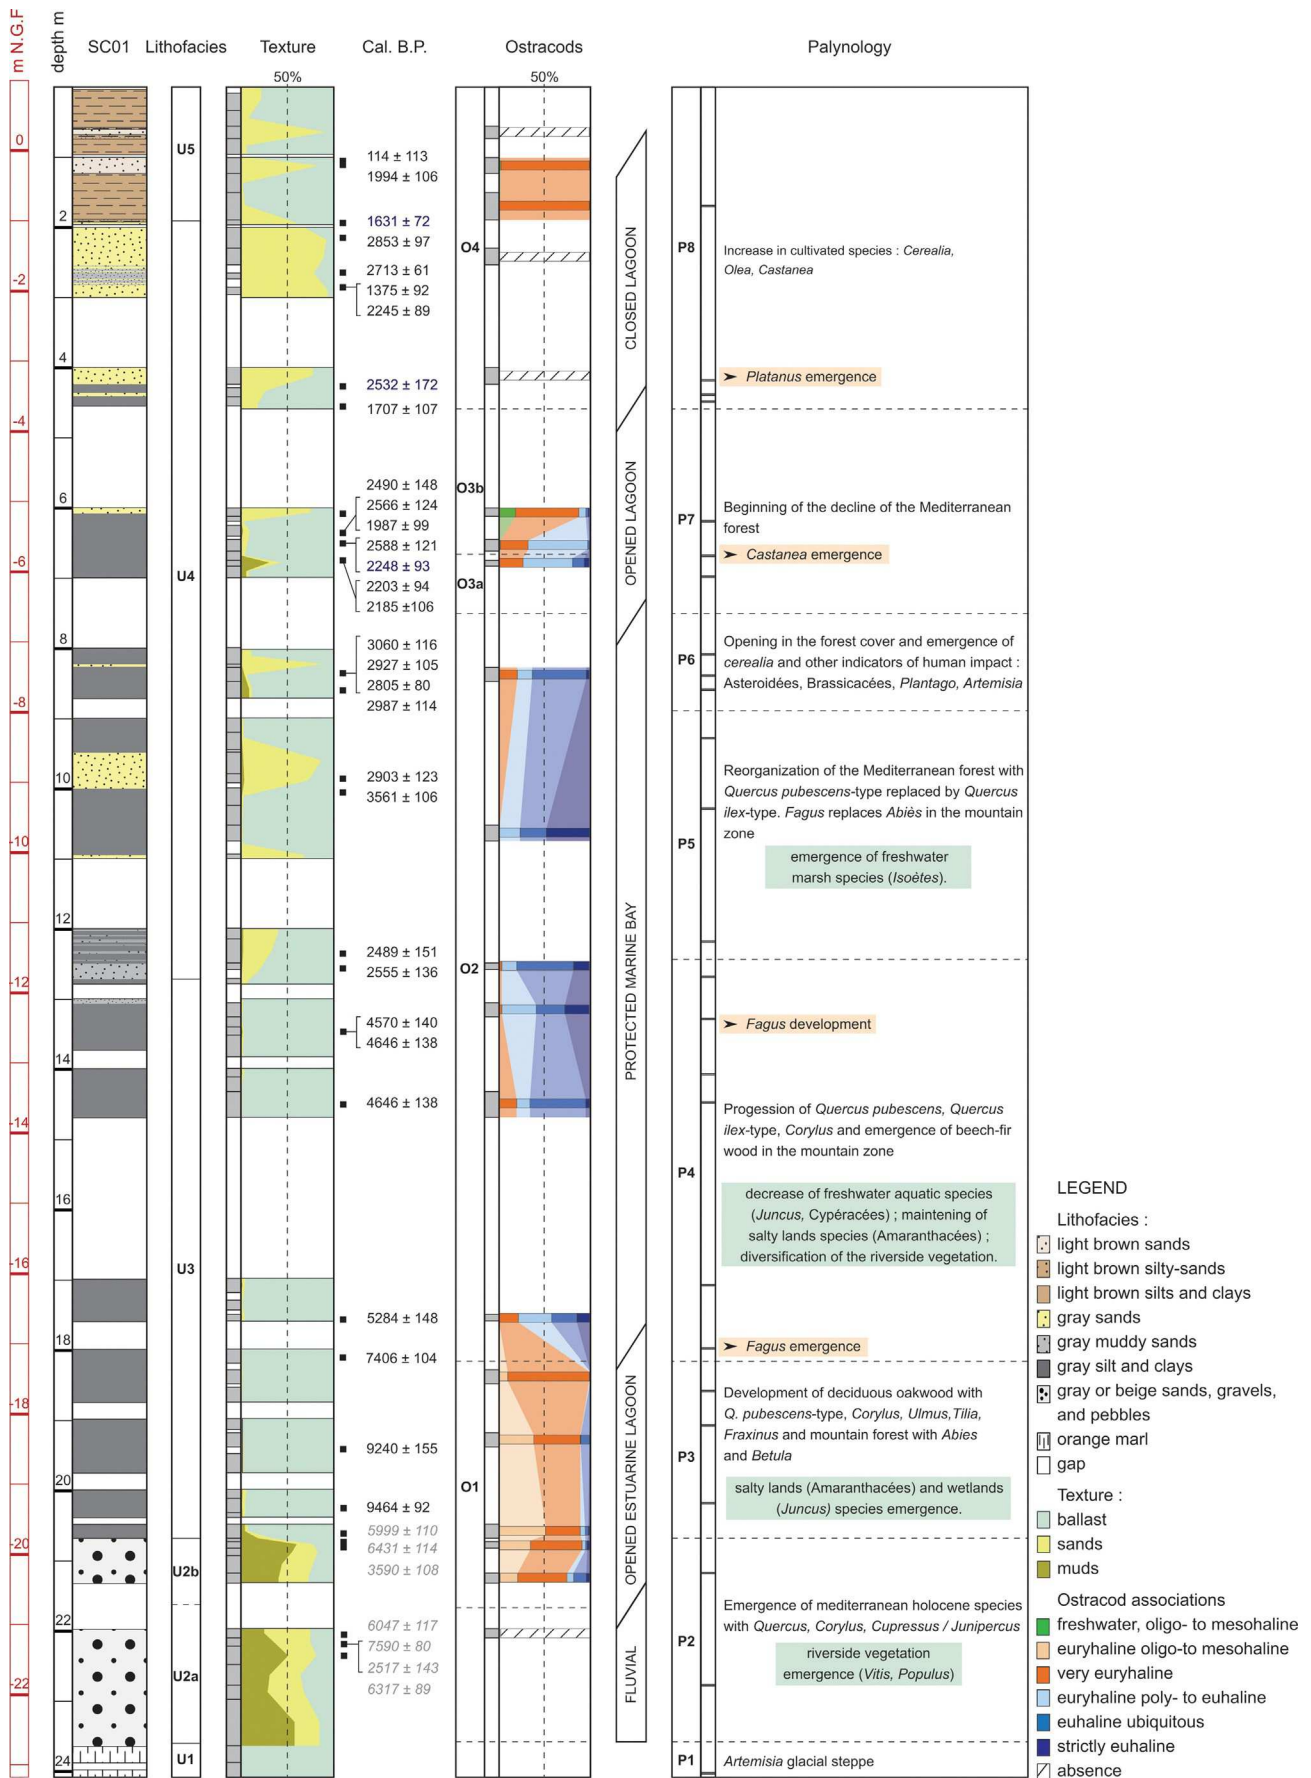 m N.G.F
depth m
SC01
Lithofacies
Texture
Cal. B.P.
Ostracods
Palynology
50%
50%
0
-2
-4
-6
-8
-10
-12
-14
-16
-18
-20
-22
2
4
6
8
10
12
14
16
18
20
22
24
U5
U4
U3
U2b
U2a
U1
114 ± 113
1994 ± 106
1631 ± 72
2853 ± 97
2713 ± 61
1375 ± 92
2245 ± 89
2532 ± 172
1707 ± 107
2490 ± 148
2566 ± 124
1987 ± 99
2588 ± 121
2248 ± 93
2203 ± 94
2185 ±106
3060 ± 116
2927 ± 105
2805 ± 80
2987 ± 114
2903 ± 123
3561 ± 106
2489 ± 151
2555 ± 136
4570 ± 140
4646 ± 138
4646 ± 138
5284 ± 148
7406 ± 104
9240 ± 155
9464 ± 92
5999 ± 110
6431 ± 114
3590 ± 108
6047 ± 117
7590 ± 80
2517 ± 143
6317 ± 89
O4
O3b
O3a
O2
O1
CLOSED LAGOON
OPENED LAGOON
PROTECTED MARINE BAY
OPENED ESTUARINE LAGOON
FLUVIAL
P8
Increase in cultivated species : Cerealia,
Olea, Castanea
➤ Platanus emergence
P7
Beginning of the decline of the Mediterranean
forest
➤ Castanea emergence
P6
Opening in the forest cover and emergence of
cerealia and other indicators of human impact :
Asteroidées, Brassicacées, Plantago, Artemisia
P5
Reorganization of the Mediterranean forest with
Quercus pubescens-type replaced by Quercus
ilex-type. Fagus replaces Abiès in the mountain
zone
emergence of freshwater
marsh species (Isoètes).
➤ Fagus development
P4
Progession of Quercus pubescens, Quercus
ilex-type, Corylus and emergence of beech-fir
wood in the mountain zone
decrease of freshwater aquatic species
(Juncus, Cypéracées) ; maintening of
salty lands species (Amaranthacées) ;
diversification of the riverside vegetation.
➤ Fagus emergence
P3
Development of deciduous oakwood with
Q. pubescens-type, Corylus, Ulmus,Tilia,
Fraxinus and mountain forest with Abies
and Betula
salty lands (Amaranthacées) and wetlands
(Juncus) species emergence.
P2
Emergence of mediterranean holocene species
with Quercus, Corylus, Cupressus / Junipercus
riverside vegetation
emergence (Vitis, Populus)
P1
Artemisia glacial steppe
LEGEND
Lithofacies :
light brown sands
light brown silty-sands
light brown silts and clays
gray sands
gray muddy sands
gray silt and clays
gray or beige sands, gravels,
and pebbles
orange marl
gap
Texture :
ballast
sands
muds
Ostracod associations
freshwater, oligo- to mesohaline
euryhaline oligo-to mesohaline
very euryhaline
euryhaline poly- to euhaline
euhaline ubiquitous
strictly euhaline
absence